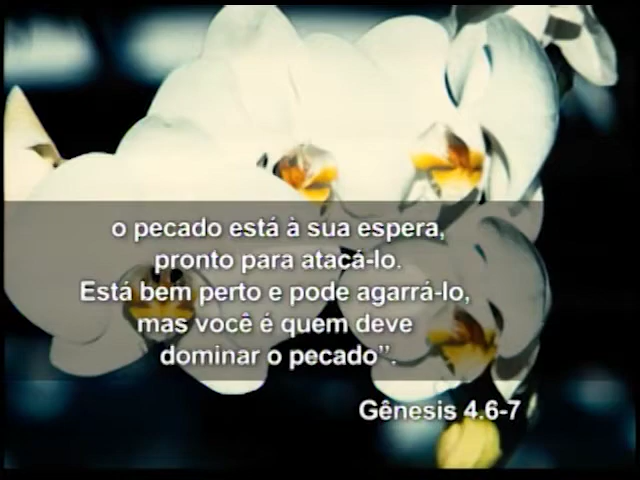 o pecado está à sua espera,
pronto para atacá-lo.
Está bem perto e pode agarrá-lo,
mas você é quem deve
dominar o pecado”.
Gênesis 4.6-7